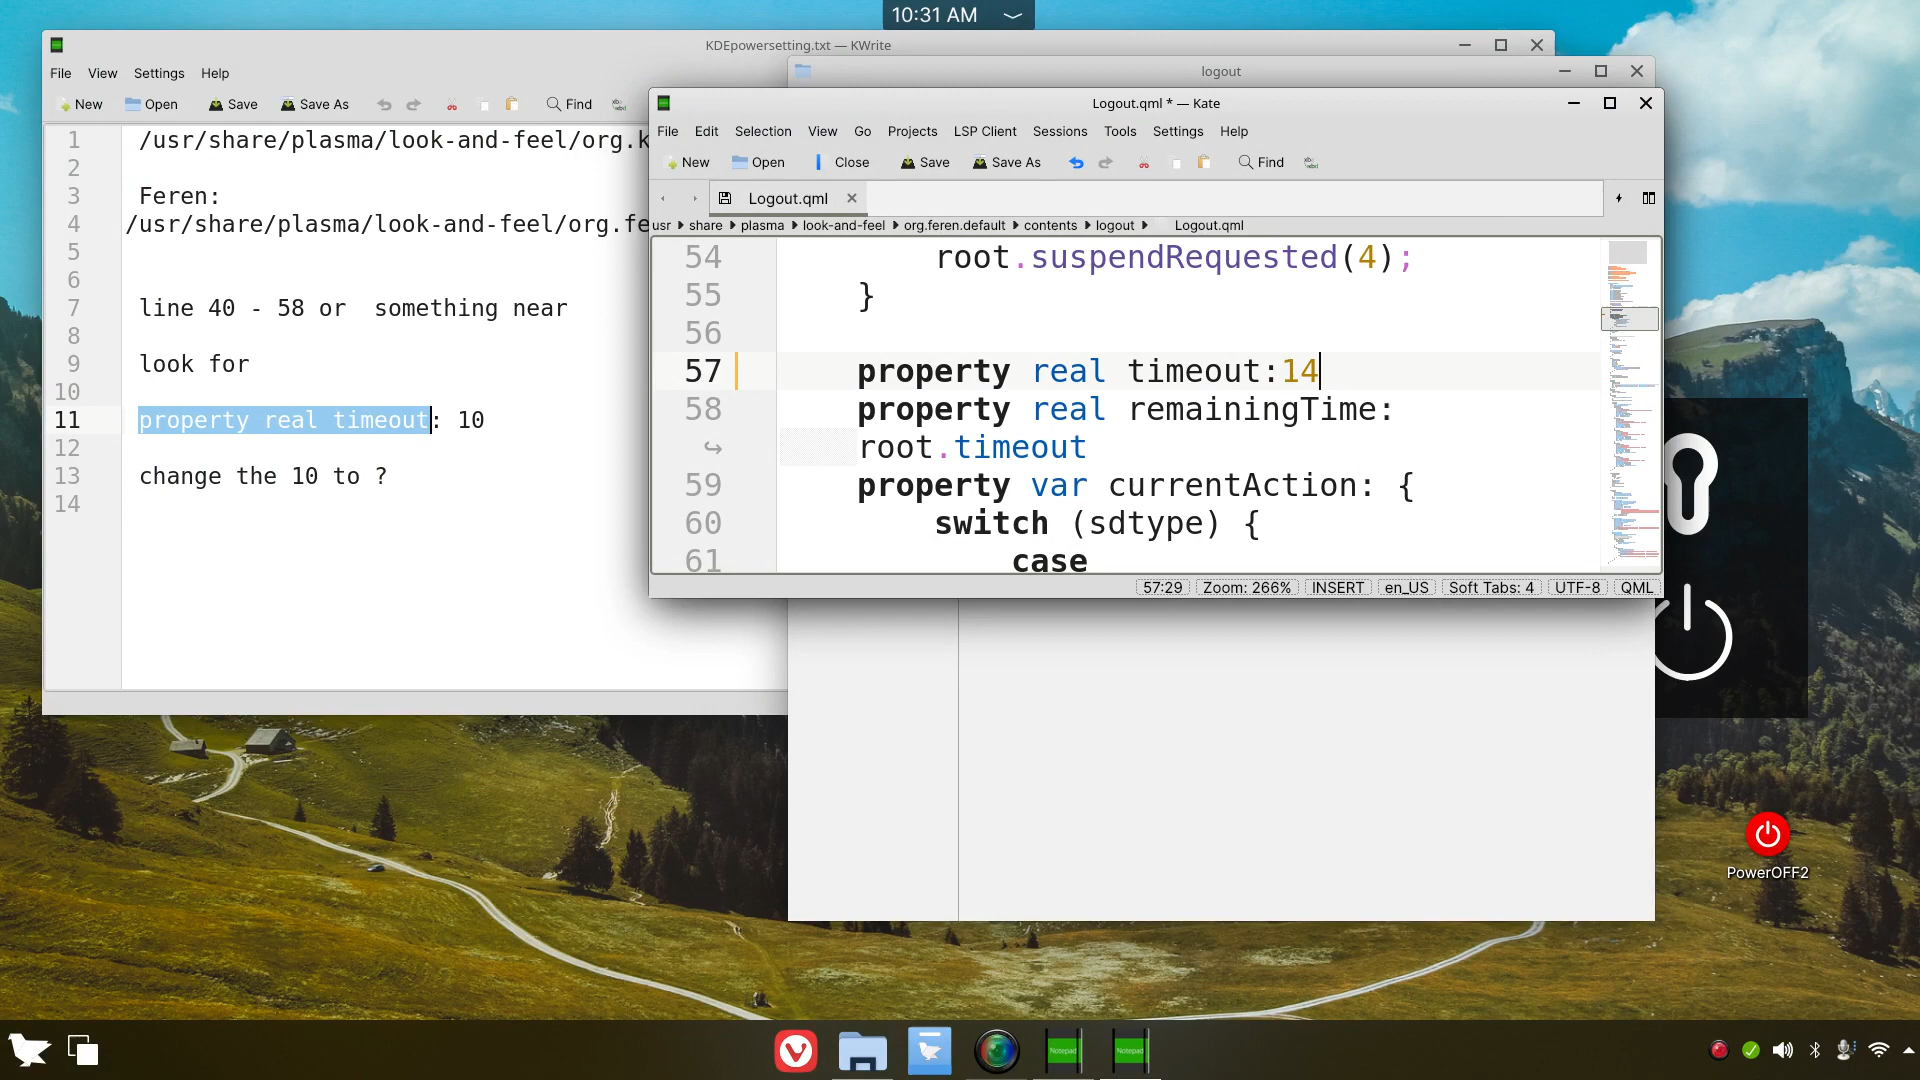 10:31 AM
KDEpowersetting.txt — KWrite
File View Settings Help
New Open Save Save As Find
1 /usr/share/plasma/look-and-feel/org.k
2
3 Feren:
4 /usr/share/plasma/look-and-feel/org.fe
5
6
7 line 40 - 58 or something near
8
9 look for
10
11 property real timeout: 10
12
13 change the 10 to ?
14
logout
Logout.qml * — Kate
File Edit Selection View Go Projects LSP Client Sessions Tools Settings Help
New Open Close Save Save As Find
Logout.qml
usr share plasma look-and-feel org.feren.default contents logout Logout.qml
54 root.suspendRequested(4);
55 }
56
57 property real timeout:14
58 property real remainingTime:
root.timeout
59 property var currentAction: {
60 switch (sdtype) {
61 case
57:29 Zoom: 266% INSERT en_US Soft Tabs: 4 UTF-8 QML
PowerOFF2
Notepad Notepad